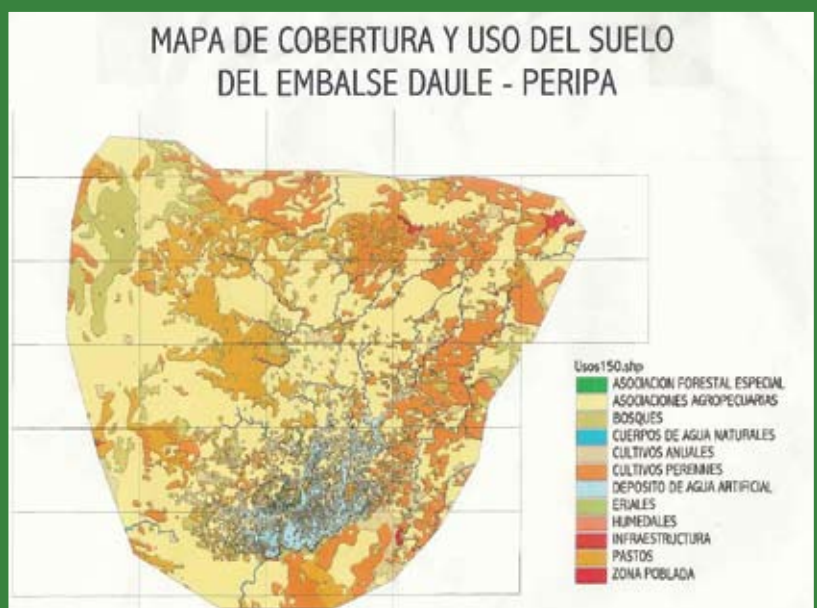 MAPA DE COBERTURA Y USO DEL SUELO
DEL EMBALSE DAULE - PERIPA
Usos150.shp
ASOCIACION FORESTAL ESPECIAL
ASOCIACIONES AGROPECUARIAS
BOSQUES
CUERPOS DE AGUA NATURALES
CULTIVOS ANUALES
CULTIVOS PERENNES
DEPOSITO DE AGUA ARTIFICIAL
ERIALES
HUMEDALES
INFRAESTRUCTURA
PASTOS
ZONA POBLADA